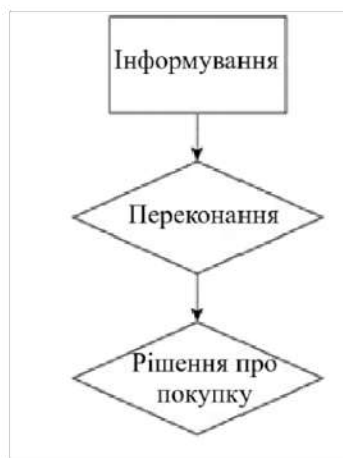 Інформування
Переконання
Рішення про
покупку